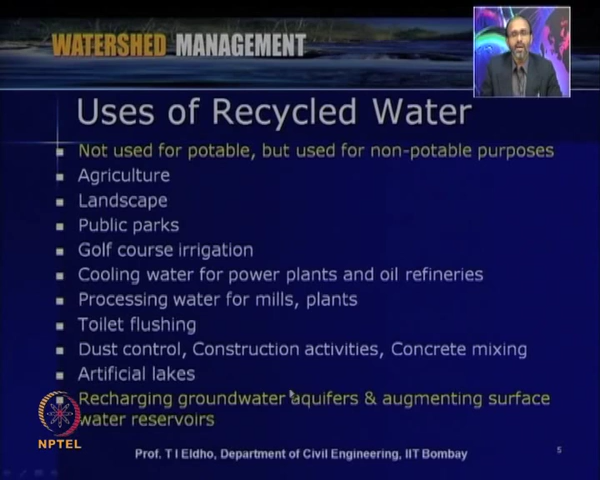 WATERSHED MANAGEMENT
Uses of Recycled Water
Not used for potable, but used for non-potable purposes
Agriculture
Landscape
Public parks
Golf course irrigation
Cooling water for power plants and oil refineries
Processing water for mills, plants
Toilet flushing
Dust control, Construction activities, Concrete mixing
Artificial lakes
Recharging groundwater aquifers & augmenting surface
water reservoirs
NPTEL
Prof. T I Eldho, Department of Civil Engineering, IIT Bombay
5